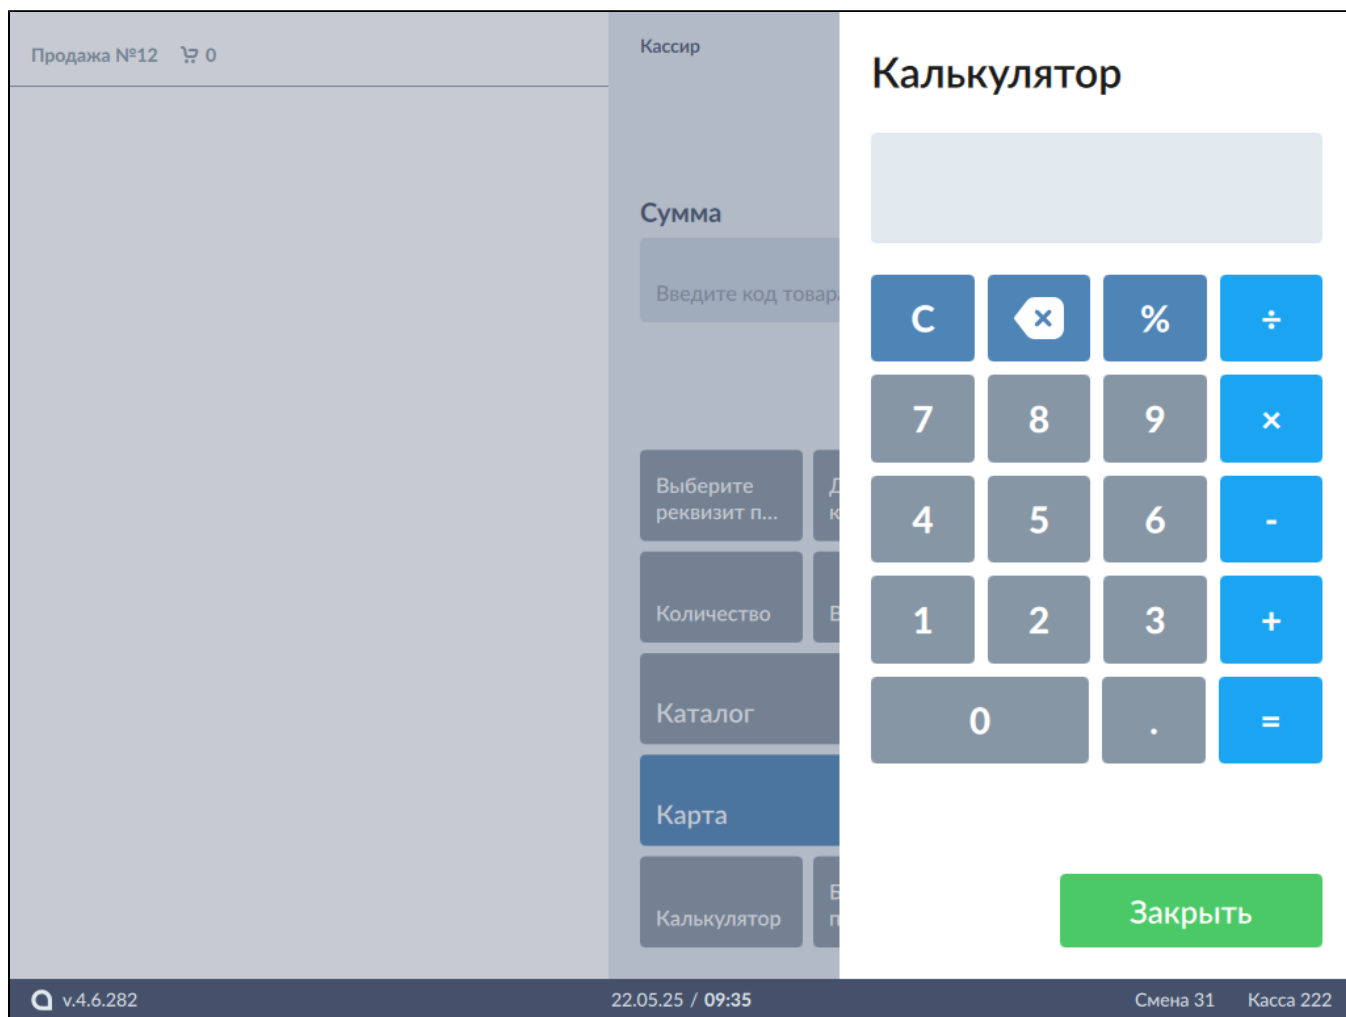 Продажа №12 0
Кассир
Сумма
Введите код товар
Выберите
реквизит п...
Количество
Каталог
Карта
Калькулятор
Калькулятор
C % ÷
7 8 9 ×
4 5 6 -
1 2 3 +
0 . =
Закрыть
v.4.6.282 22.05.25 / 09:35 Смена 31 Касса 222